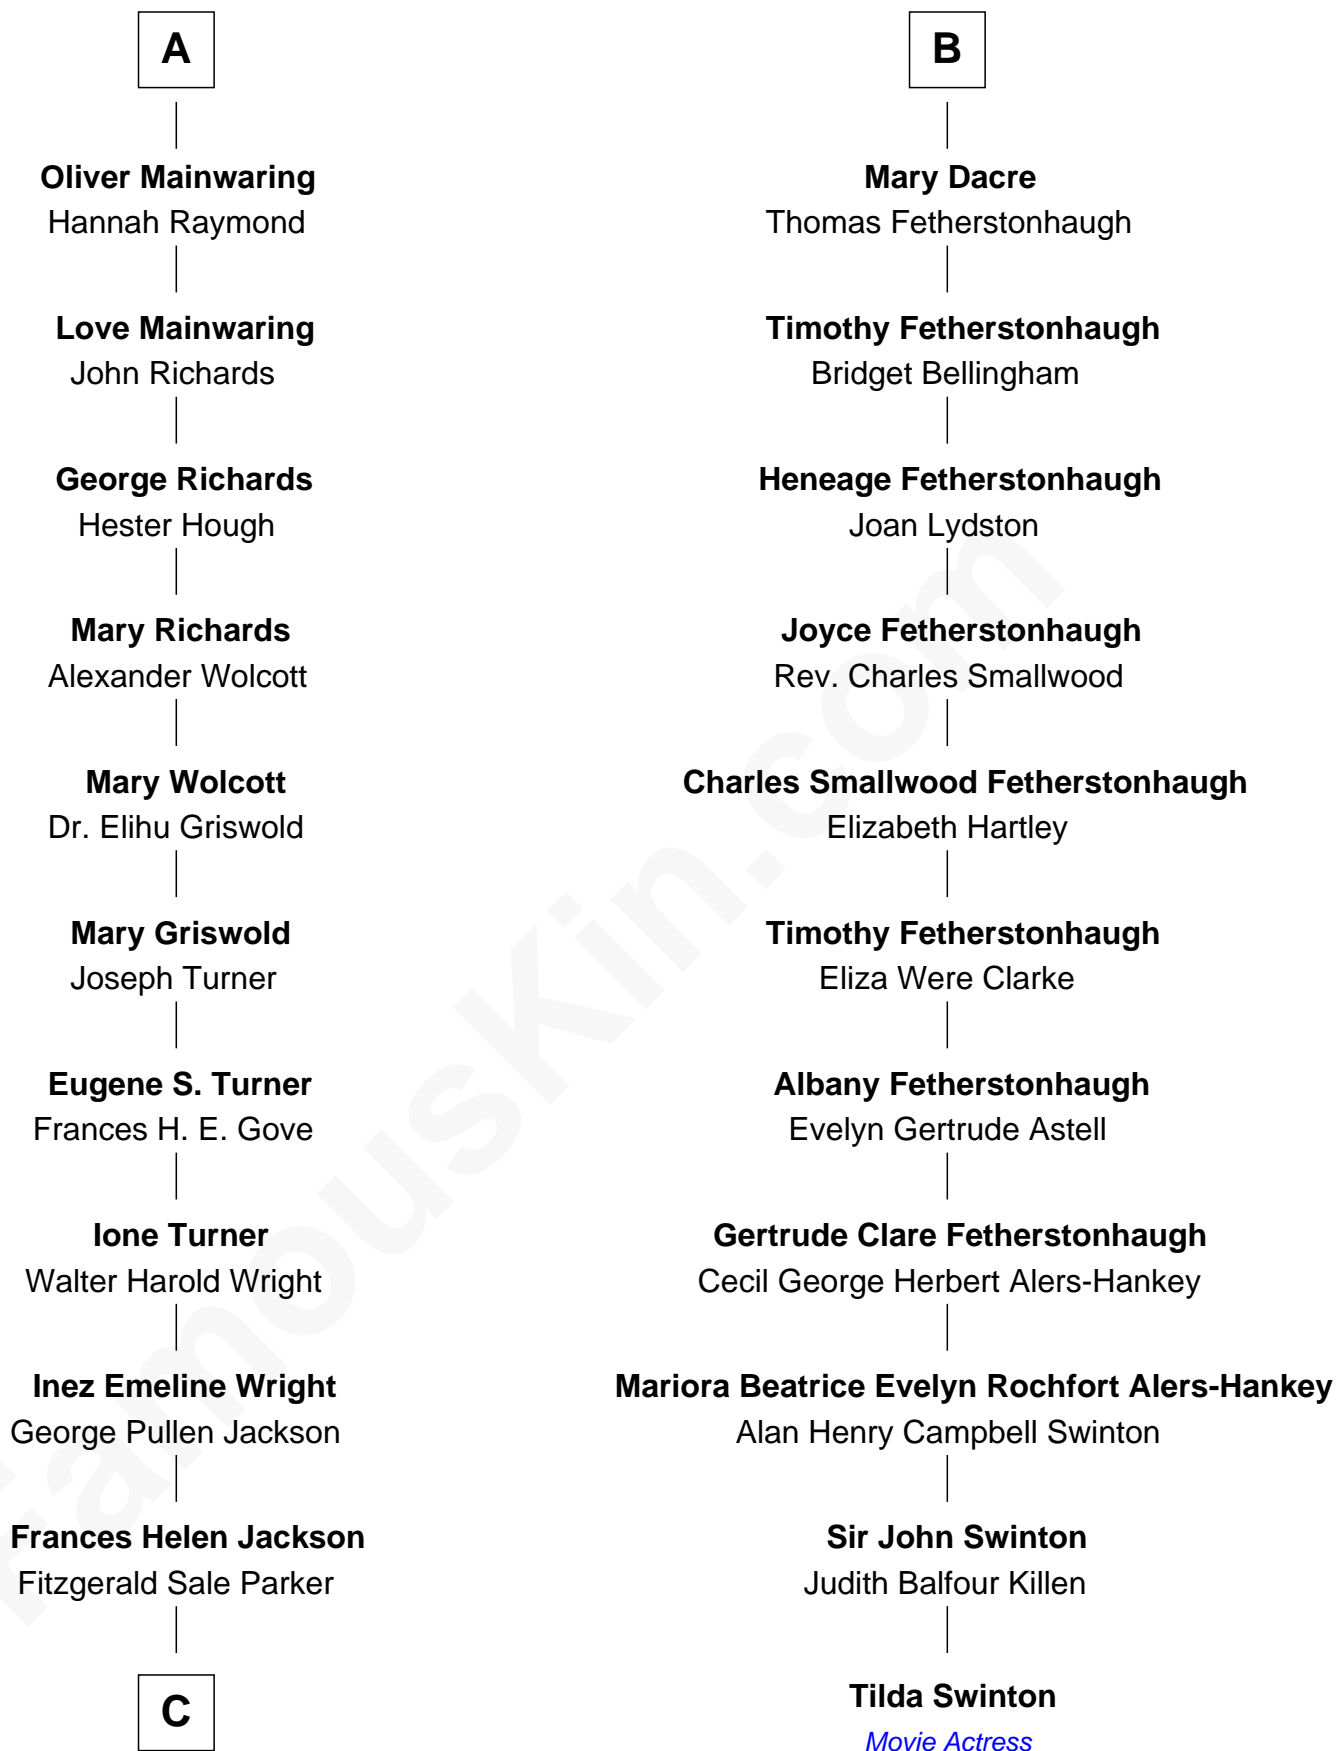 A
Oliver Mainwaring
Hannah Raymond
Love Mainwaring
John Richards
George Richards
Hester Hough
Mary Richards
Alexander Wolcott
Mary Wolcott
Dr. Elihu Griswold
Mary Griswold
Joseph Turner
Eugene S. Turner
Frances H. E. Gove
Ione Turner
Walter Harold Wright
Inez Emeline Wright
George Pullen Jackson
Frances Helen Jackson
Fitzgerald Sale Parker
C
B
Mary Dacre
Thomas Fetherstonhaugh
Timothy Fetherstonhaugh
Bridget Bellingham
Heneage Fetherstonhaugh
Joan Lydston
Joyce Fetherstonhaugh
Rev. Charles Smallwood
Charles Smallwood Fetherstonhaugh
Elizabeth Hartley
Timothy Fetherstonhaugh
Eliza Were Clarke
Albany Fetherstonhaugh
Evelyn Gertrude Astell
Gertrude Clare Fetherstonhaugh
Cecil George Herbert Alers-Hankey
Mariora Beatrice Evelyn Rochfort Alers-Hankey
Alan Henry Campbell Swinton
Sir John Swinton
Judith Balfour Killen
Tilda Swinton
Movie Actress
FamousKin.com